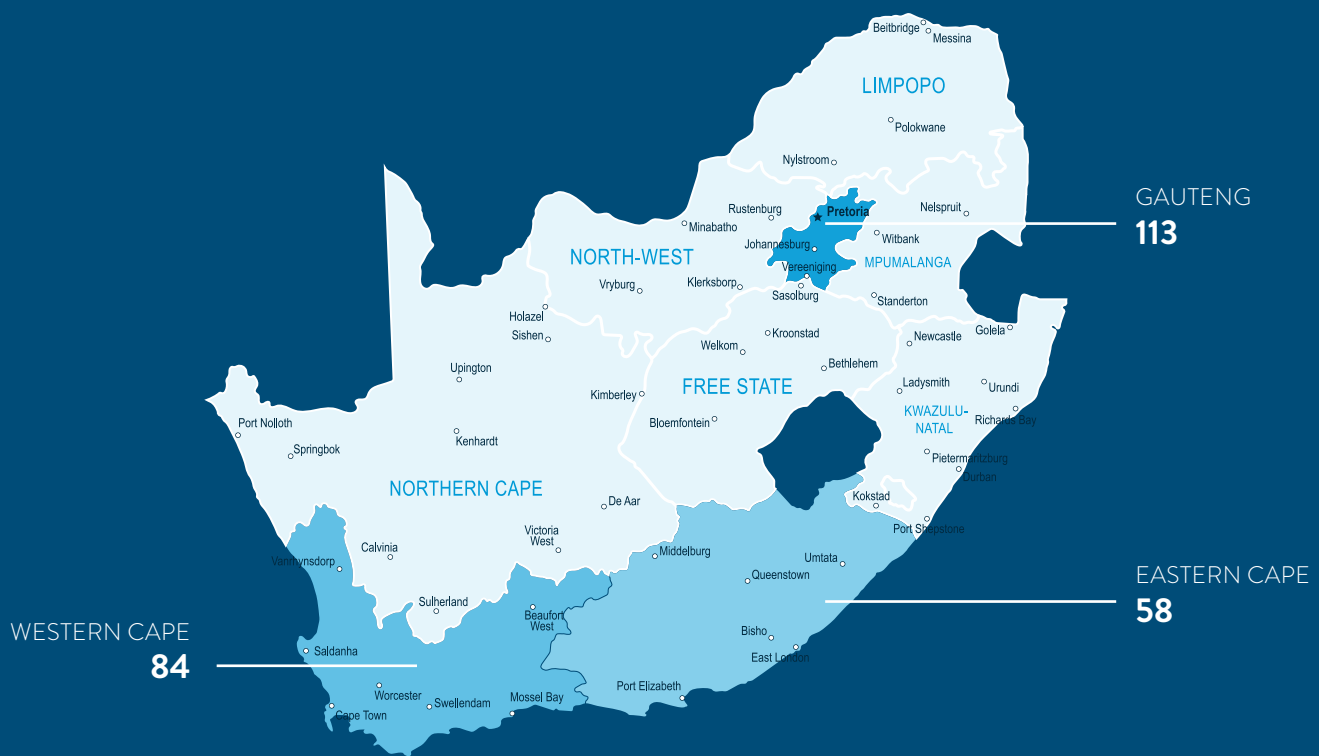 Beitbridge
Messina
LIMPOPO
Polokwane
Nylstroom
GAUTENG
113
Rustenburg
Pretoria
Nelspruit
Minabatho
Johanpesburg
Witbank
NORTH-WEST
MPUMALANGA
Vereeniging
Vryburg
Klerksborp
Sasolburg
Standerton
Holazel
Sishen
Kroonstad
Newcastle
Golela
Welkom
Upington
Bethlehem
FREE STATE
Ladysmith
Urundi
Kimberley
KWAZULU-
NATAL
Richards Bay
Port Nolloth
Bloemfontein
Kenhardt
Springbok
Pietermantzburg
Durban
NORTHERN CAPE
Kokstad
De Aar
Port Shepstone
Victoria
West
Calvinia
Middelburg
Umtata
Vanrhynsdorp
Queenstown
EASTERN CAPE
58
Sulherland
Beaufort
West
WESTERN CAPE
84
Bisho
Saldanha
East London
Port Elizabeth
Worcester
Swellendam
Mossel Bay
Cape Town